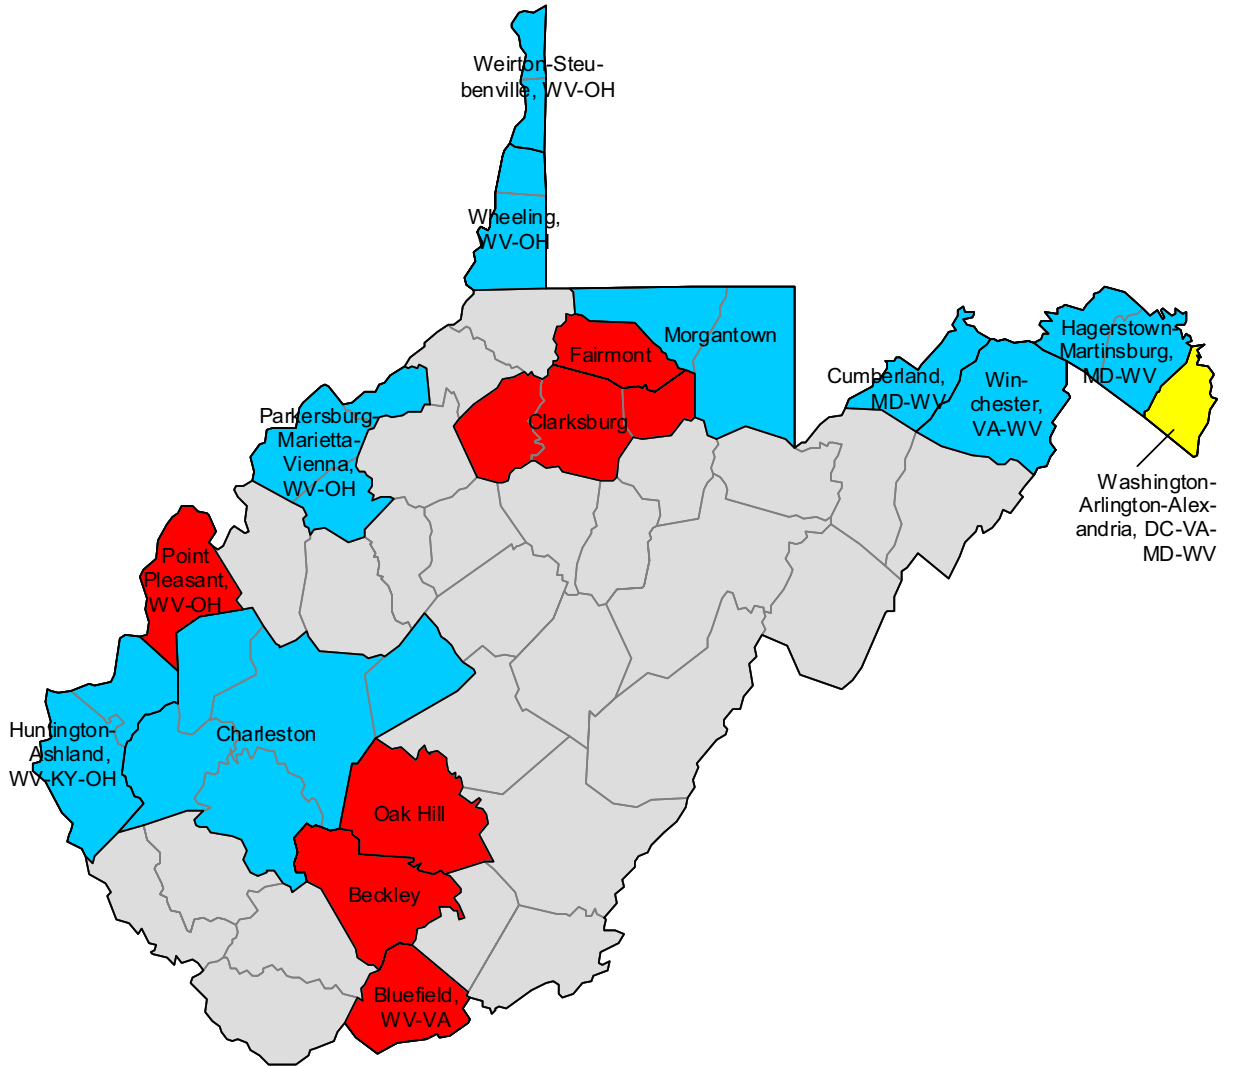 Weirton-Steu-
benville, WV-OH
Wheeling,
WV-OH
Morgantown
Fairmont
Clarksburg
Hagerstown-
Martinsburg,
MD-WV
Cumberland,
MD-WV
Win-
chester,
VA-WV
Washington-
Arlington-Alex-
andria, DC-VA-
MD-WV
Parkersburg-
Marietta-
Vienna,
WV-OH
Point
Pleasant,
WV-OH
Huntington-
Ashland,
WV-KY-OH
Charleston
Oak Hill
Beckley
Bluefield,
WV-VA